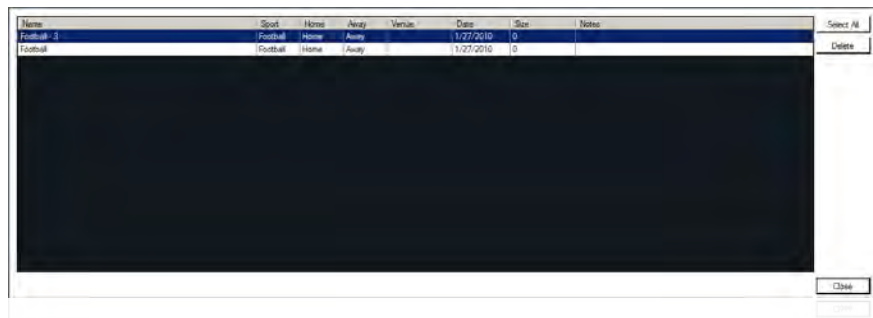 Name Sport Home Away Venue Date Size Notes
Football - 3 Football Home Away 1/27/2010 0
Football Football Home Away 1/27/2010 0
Select All
Delete
Close